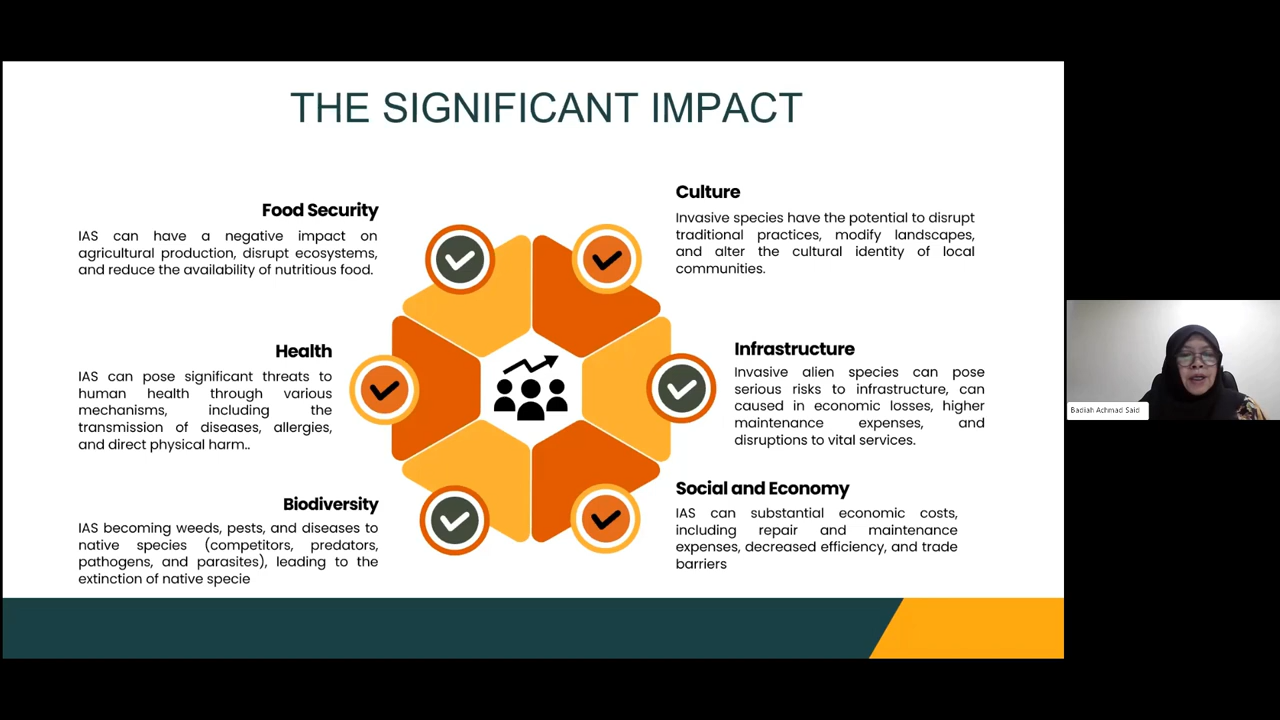 THE SIGNIFICANT IMPACT
Food Security
IAS can have a negative impact on
agricultural production, disrupt ecosystems,
and reduce the availability of nutritious food.
Health
IAS can pose significant threats to
human health through various
mechanisms, including the
transmission of diseases, allergies,
and direct physical harm..
Biodiversity
IAS becoming weeds, pests, and diseases to
native species (competitors, predators,
pathogens, and parasites), leading to the
extinction of native specie
Culture
Invasive species have the potential to disrupt
traditional practices, modify landscapes,
and alter the cultural identity of local
communities.
Infrastructure
Invasive alien species can pose
serious risks to infrastructure, can
caused in economic losses, higher
maintenance expenses, and
disruptions to vital services.
Social and Economy
IAS can substantial economic costs,
including repair and maintenance
expenses, decreased efficiency, and trade
barriers
Badiah Achmad Said